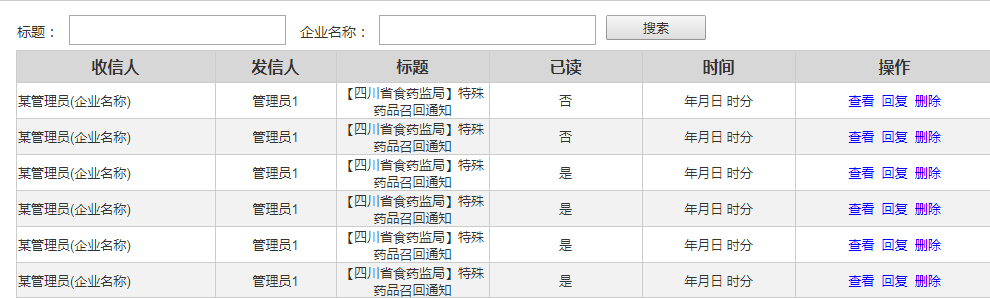 标题： 企业名称： 搜索
收信人 发信人 标题 已读 时间 操作
某管理员(企业名称) 管理员1 【四川省食药监局】特殊 否 年月日 时分 查看 回复 删除
药品召回通知
某管理员(企业名称) 管理员1 【四川省食药监局】特殊 否 年月日 时分 查看 回复 删除
药品召回通知
某管理员(企业名称) 管理员1 【四川省食药监局】特殊 是 年月日 时分 查看 回复 删除
药品召回通知
某管理员(企业名称) 管理员1 【四川省食药监局】特殊 是 年月日 时分 查看 回复 删除
药品召回通知
某管理员(企业名称) 管理员1 【四川省食药监局】特殊 是 年月日 时分 查看 回复 删除
药品召回通知
某管理员(企业名称) 管理员1 【四川省食药监局】特殊 是 年月日 时分 查看 回复 删除
药品召回通知